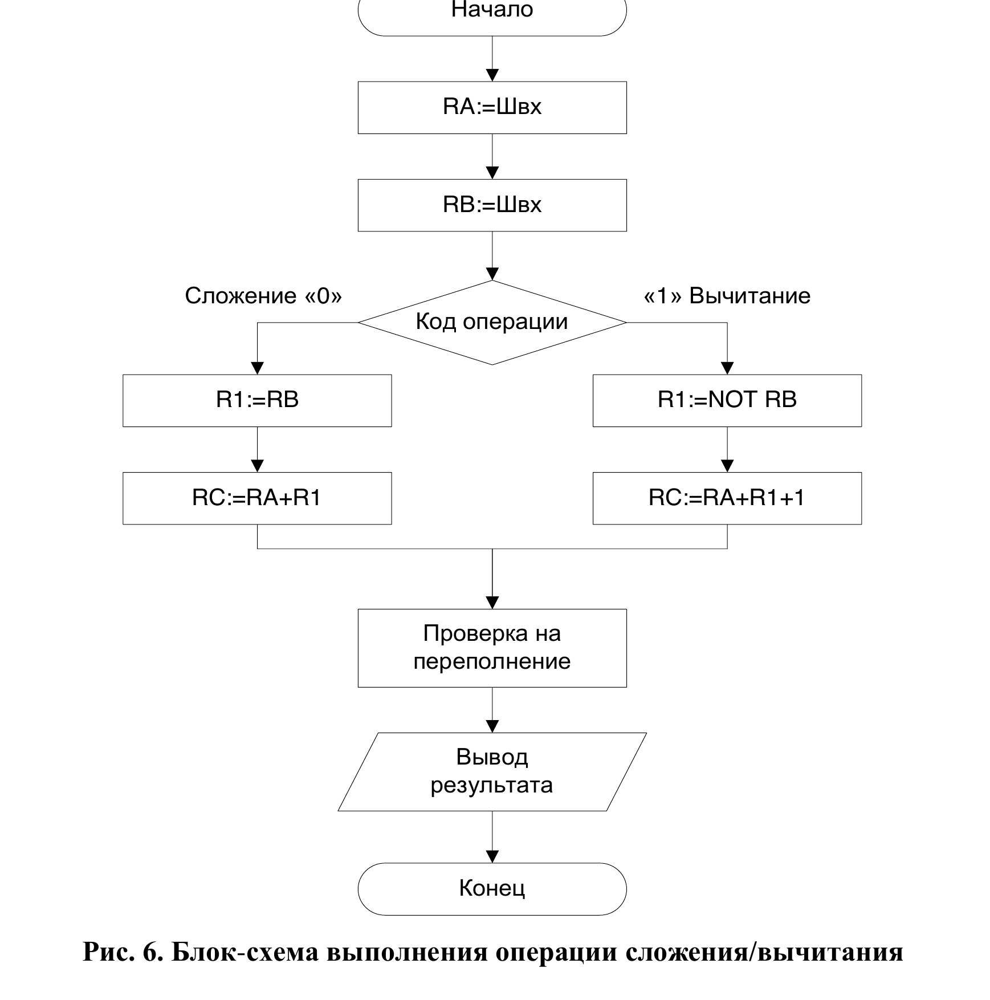 Начало
RA:=Швх
RB:=Швх
Сложение «0»
«1» Вычитание
Код операции
R1:=RB
R1:=NOT RB
RC:=RA+R1
RC:=RA+R1+1
Проверка на
переполнение
Вывод
результата
Конец
Рис. 6. Блок-схема выполнения операции сложения/вычитания